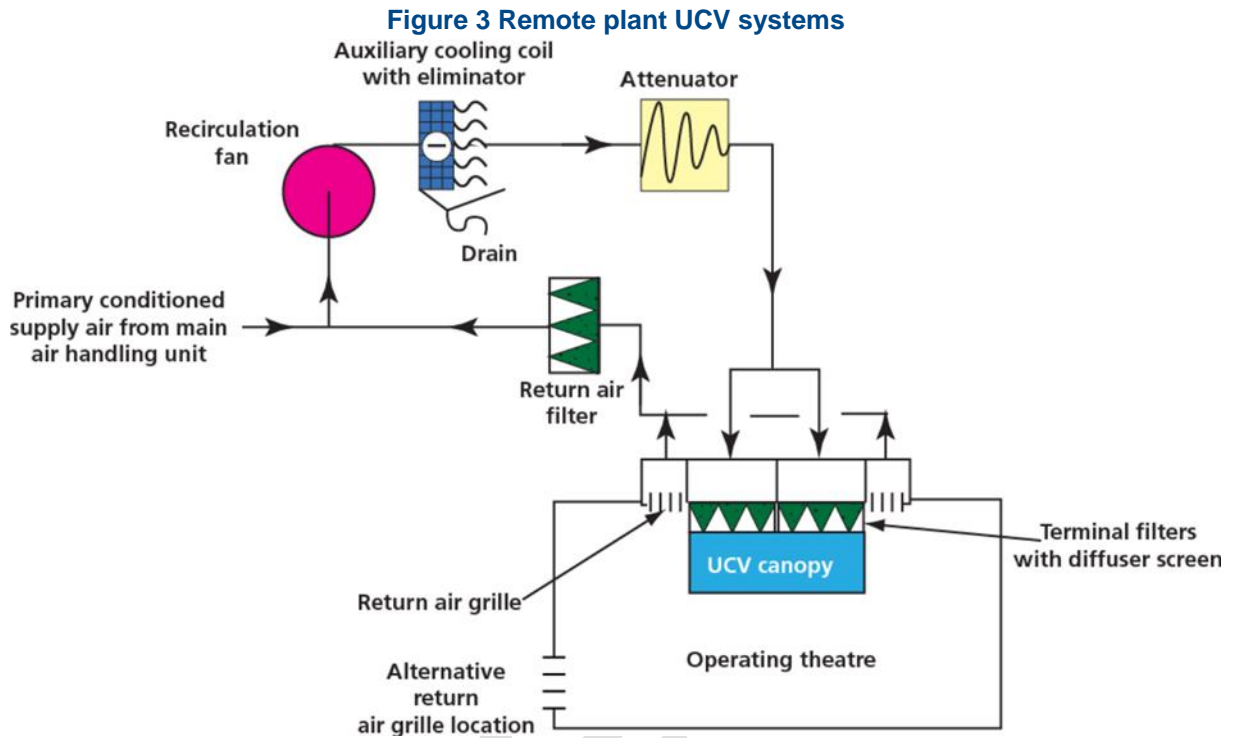 Figure 3 Remote plant UCV systems
Auxiliary cooling coil
with eliminator
Attenuator
Recirculation
fan
Drain
Primary conditioned
supply air from main
air handling unit
Return air
filter
Terminal filters
with diffuser screen
UCV canopy
Return air grille
Operating theatre
Alternative
return
air grille location